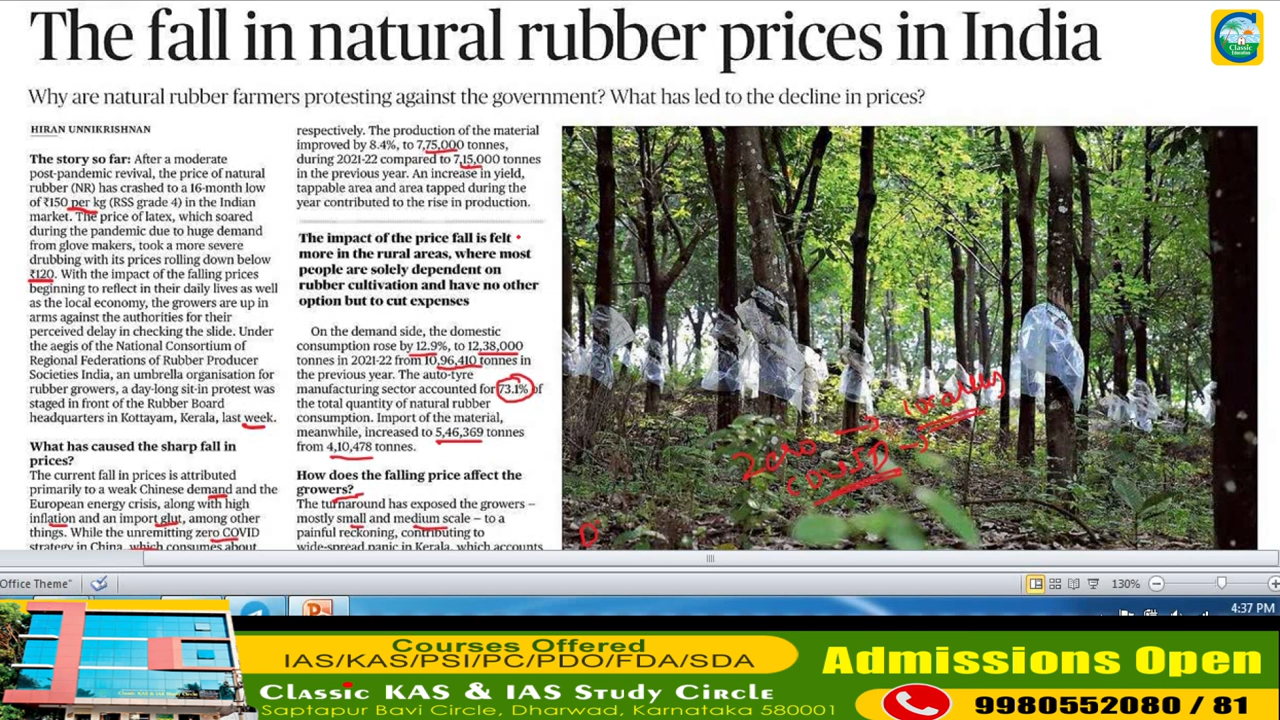 The fall in natural rubber prices in India
Classic
Education
Why are natural rubber farmers protesting against the government? What has led to the decline in prices?
HIRAN UNNIKRISHNAN
The story so far: After a moderate
post-pandemic revival, the price of natural
rubber (NR) has crashed to a 16-month low
of ₹150 per kg (RSS grade 4) in the Indian
market. The price of latex, which soared
during the pandemic due to huge demand
from glove makers, took a more severe
drubbing with its prices rolling down below
₹120. With the impact of the falling prices
beginning to reflect in their daily lives as well
as the local economy, the growers are up in
arms against the authorities for their
perceived delay in checking the slide. Under
the aegis of the National Consortium of
Regional Federations of Rubber Producer
Societies India, an umbrella organisation for
rubber growers, a day-long sit-in protest was
staged in front of the Rubber Board
headquarters in Kottayam, Kerala, last week.
What has caused the sharp fall in
prices?
The current fall in prices is attributed
primarily to a weak Chinese demand and the
European energy crisis, along with high
inflation and an import glut, among other
things. While the unremitting zero COVID
strategy in China, which consumes about
respectively. The production of the material
improved by 8.4%, to 7,75,000 tonnes,
during 2021-22 compared to 7,15,000 tonnes
in the previous year. An increase in yield,
tappable area and area tapped during the
year contributed to the rise in production.
The impact of the price fall is felt
more in the rural areas, where most
people are solely dependent on
rubber cultivation and have no other
option but to cut expenses
On the demand side, the domestic
consumption rose by 12.9%, to 12,38,000
tonnes in 2021-22 from 10,96,410 tonnes in
the previous year. The auto-tyre
manufacturing sector accounted for 73.1% of
the total quantity of natural rubber
consumption. Import of the material,
meanwhile, increased to 5,46,369 tonnes
from 4,10,478 tonnes.
How does the falling price affect the
growers?
The turnaround has exposed the growers –
mostly small and medium scale – to a
painful reckoning, contributing to
wide-spread panic in Kerala, which accounts
Zero
COVID
Office Theme"
130%
4:37 PM
Courses Offered
IAS/KAS/PSI/PC/PDO/FDA/SDA
Classic KAS & IAS Study Circle
Saptapur Bavi Circle, Dharwad, Karnataka 580001
Admissions Open
9980552080 / 81